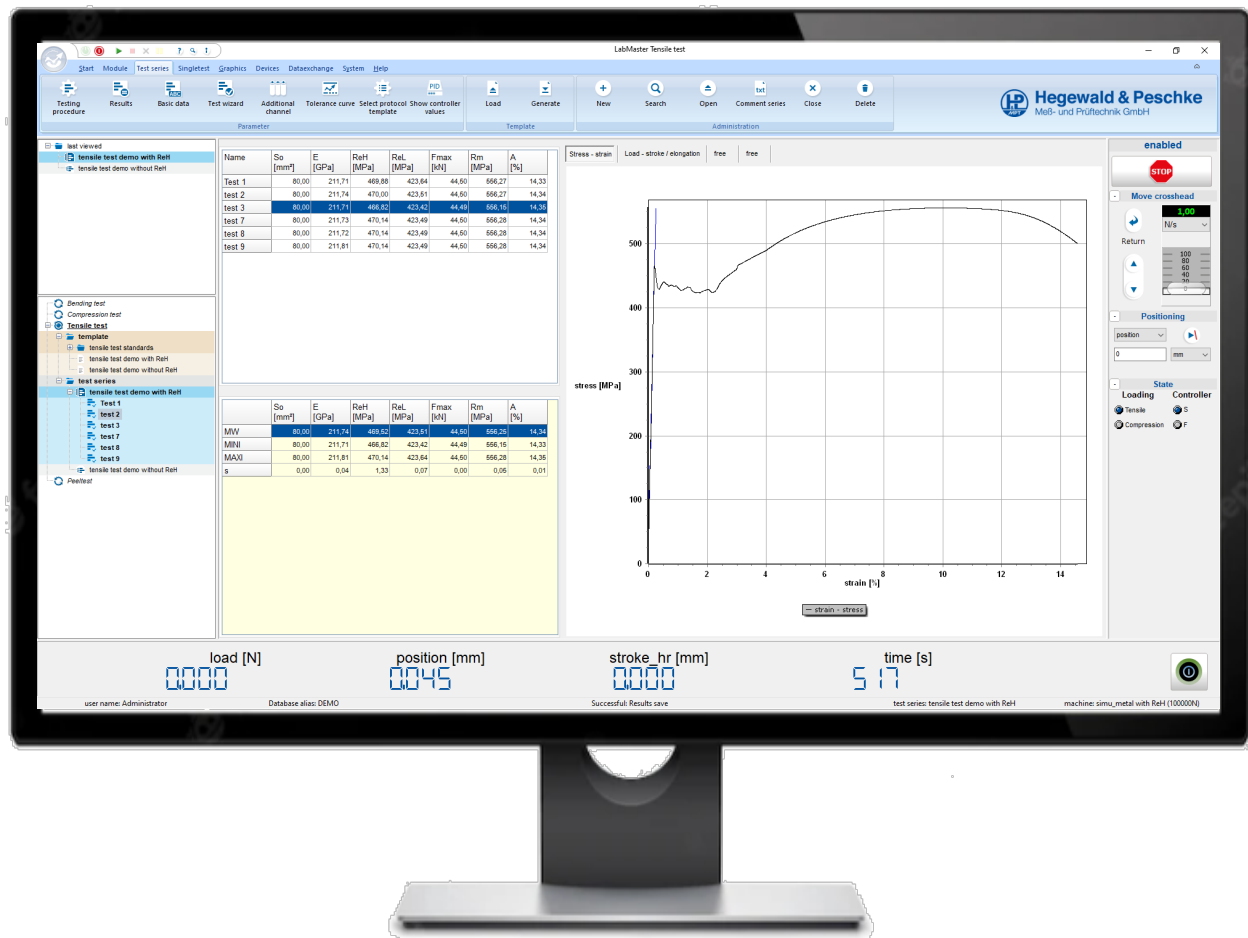 LabMaster Tensile test
Start Module Test series Singletest Graphics Devices Dataexchange System Help
Testing procedure
Results
Basic data
Test wizard
Additional channel
Tolerance curve
Select protocol template
PID
Show controller values
Load
Generate
New
Search
Open
txt
Comment series
Close
Delete
Parameter
Template
Administration
Hegewald & Peschke
Meß- und Prüftechnik GmbH
last viewed
tensile test demo with ReH
tensile test demo without ReH
Name So [mm²] E [GPa] ReH [MPa] ReL [MPa] Fmax [kN] Rm [MPa] A [%]
Test 1 80,00 211,71 469,88 423,64 44,50 556,27 14,33
test 2 80,00 211,74 470,00 423,51 44,50 556,27 14,34
test 3 80,00 211,71 466,82 423,42 44,49 556,16 14,35
test 7 80,00 211,73 470,14 423,49 44,50 556,28 14,34
test 8 80,00 211,72 470,14 423,49 44,50 556,28 14,34
test 9 80,00 211,81 470,14 423,49 44,50 556,28 14,34
Bending test
Compression test
Tensile test
template
tensile test standards
tensile test demo with ReH
tensile test demo without ReH
test series
tensile test demo with ReH
Test 1
test 2
test 3
test 7
test 8
test 9
tensile test demo without ReH
Peeltest
So [mm²] E [GPa] ReH [MPa] ReL [MPa] Fmax [kN] Rm [MPa] A [%]
MW 80,00 211,74 469,52 423,51 44,50 556,25 14,34
MINI 80,00 211,71 466,82 423,42 44,49 556,16 14,33
MAXI 80,00 211,81 470,14 423,64 44,50 556,28 14,35
s 0,00 0,04 1,33 0,07 0,00 0,05 0,01
Stress - strain
Load - stroke / elongation
free
free
500
400
300
stress [MPa]
200
100
0
0 2 4 6 8 10 12 14
strain [%]
strain - stress
enabled
STOP
Move crosshead
1,00
N/s
Return
100
80
60
40
20
0
Positioning
position
0 mm
State
Loading Controller
Tensile S
Compression F
load [N] position [mm] stroke_hr [mm] time [s]
0.000 0.045 0.000 517
user name: Administrator
Database alias: DEMO
Successful: Results save
test series: tensile test demo with ReH
machine: simu_metal with ReH (100000N)